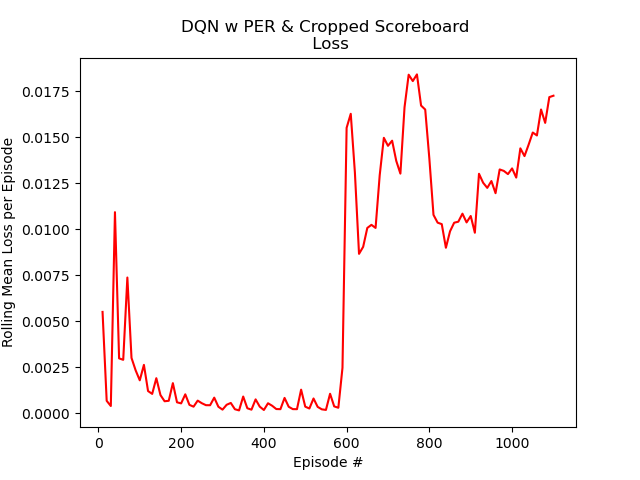 DQN w PER & Cropped Scoreboard
Loss
0.0175
0.0150
0.0125
0.0100
0.0075
0.0050
0.0025
0.0000
Rolling Mean Loss per Episode
0 200 400 600 800 1000
Episode #